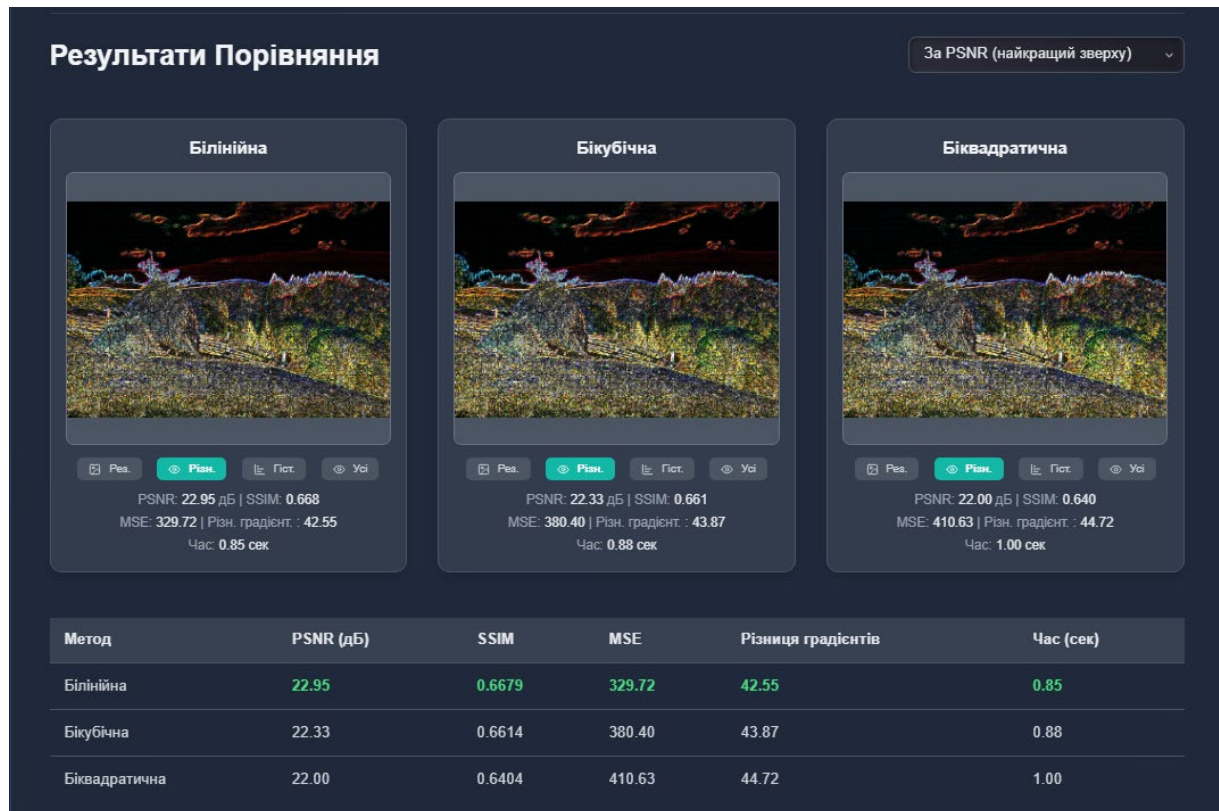 Результати Порівняння
За PSNR (найкращий зверху)
Білінійна
Рез. Різн. Гіст. Усі
PSNR: 22.95 дБ | SSIM: 0.668
MSE: 329.72 | Різн. градієнт. : 42.55
Час: 0.85 сек
Бікубічна
Рез. Різн. Гіст. Усі
PSNR: 22.33 дБ | SSIM: 0.661
MSE: 380.40 | Різн. градієнт. : 43.87
Час: 0.88 сек
Біквадратична
Рез. Різн. Гіст. Усі
PSNR: 22.00 дБ | SSIM: 0.640
MSE: 410.63 | Різн. градієнт. : 44.72
Час: 1.00 сек
Метод PSNR (дБ) SSIM MSE Різниця градієнтів Час (сек)
Білінійна 22.95 0.6679 329.72 42.55 0.85
Бікубічна 22.33 0.6614 380.40 43.87 0.88
Біквадратична 22.00 0.6404 410.63 44.72 1.00